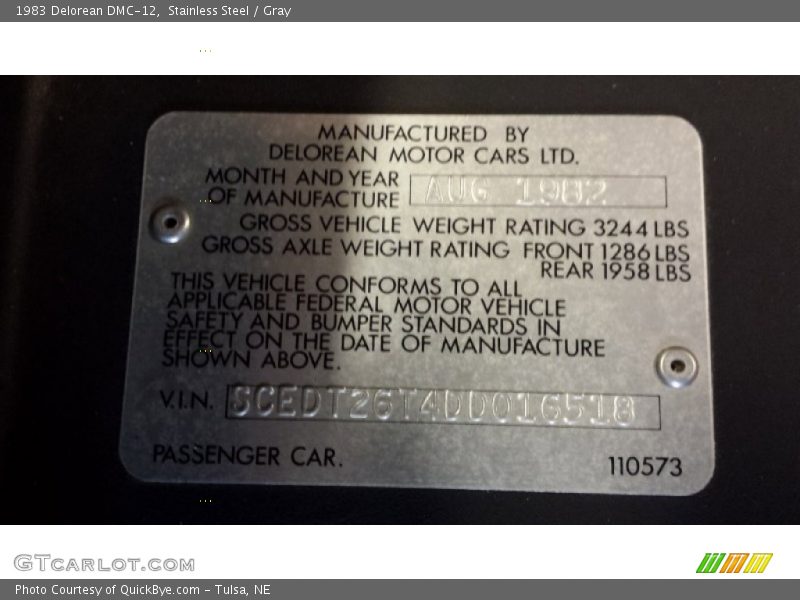 1983 Delorean DMC-12, Stainless Steel / Gray
MANUFACTURED BY
DELOREAN MOTOR CARS LTD.
MONTH AND YEAR
OF MANUFACTURE AUG 1982
GROSS VEHICLE WEIGHT RATING 3244 LBS
GROSS AXLE WEIGHT RATING FRONT 1286 LBS
REAR 1958 LBS
THIS VEHICLE CONFORMS TO ALL
APPLICABLE FEDERAL MOTOR VEHICLE
SAFETY AND BUMPER STANDARDS IN
EFFECT ON THE DATE OF MANUFACTURE
SHOWN ABOVE.
V.I.N. SCEDT26T4DD016518
PASSENGER CAR. 110573
GTCARLOT.COM
Photo Courtesy of QuickBye.com - Tulsa, NE